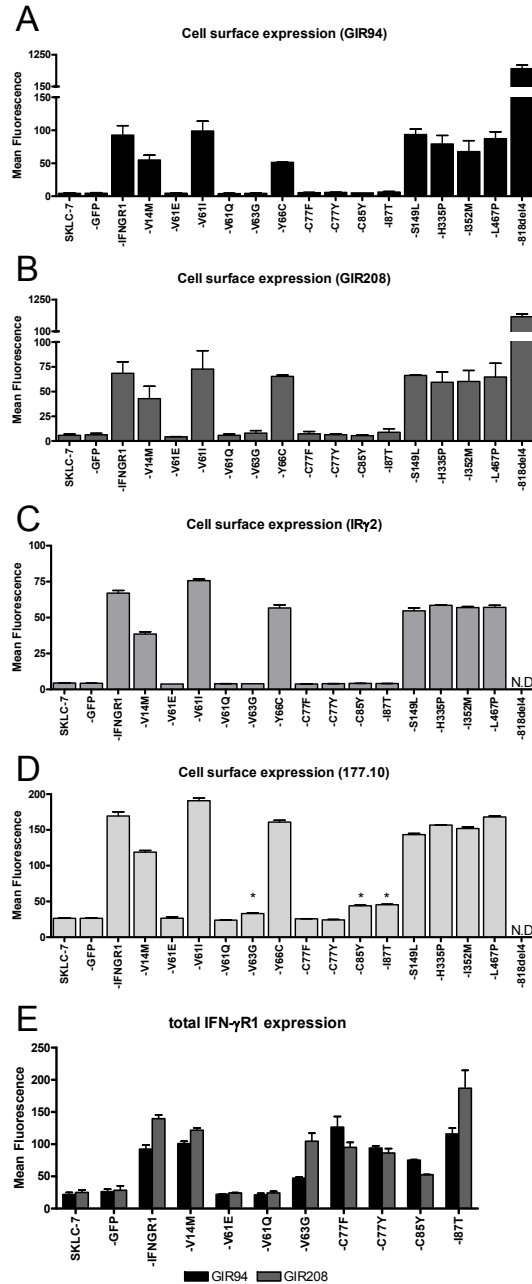 A
Cell surface expression (GIR94)
Mean Fluorescence
1250
150
150
100
50
0
SKLC-7
-GFP
-IFNGR1
-V14M
-V61E
-V61I
-V61Q
-V63G
-Y66C
-C77F
-C77Y
-C85Y
-I87T
-S149L
-H335P
-I352M
-L467P
-818del4
B
Cell surface expression (GIR208)
Mean Fluorescence
1250
100
75
50
25
0
SKLC-7
-GFP
-IFNGR1
-V14M
-V61E
-V61I
-V61Q
-V63G
-Y66C
-C77F
-C77Y
-C85Y
-I87T
-S149L
-H335P
-I352M
-L467P
-818del4
C
Cell surface expression (IRγ2)
Mean Fluorescence
100
75
50
25
0
N.D
SKLC-7
-GFP
-IFNGR1
-V14M
-V61E
-V61I
-V61Q
-V63G
-Y66C
-C77F
-C77Y
-C85Y
-I87T
-S149L
-H335P
-I352M
-L467P
-818del4
D
Cell surface expression (177.10)
Mean Fluorescence
200
150
100
50
0
* * *
N.D
SKLC-7
-GFP
-IFNGR1
-V14M
-V61E
-V61I
-V61Q
-V63G
-Y66C
-C77F
-C77Y
-C85Y
-I87T
-S149L
-H335P
-I352M
-L467P
-818del4
E
total IFN-γR1 expression
Mean Fluorescence
250
200
150
100
50
0
SKLC-7
-GFP
-IFNGR1
-V14M
-V61E
-V61Q
-V63G
-C77F
-C77Y
-C85Y
-I87T
GIR94 GIR208